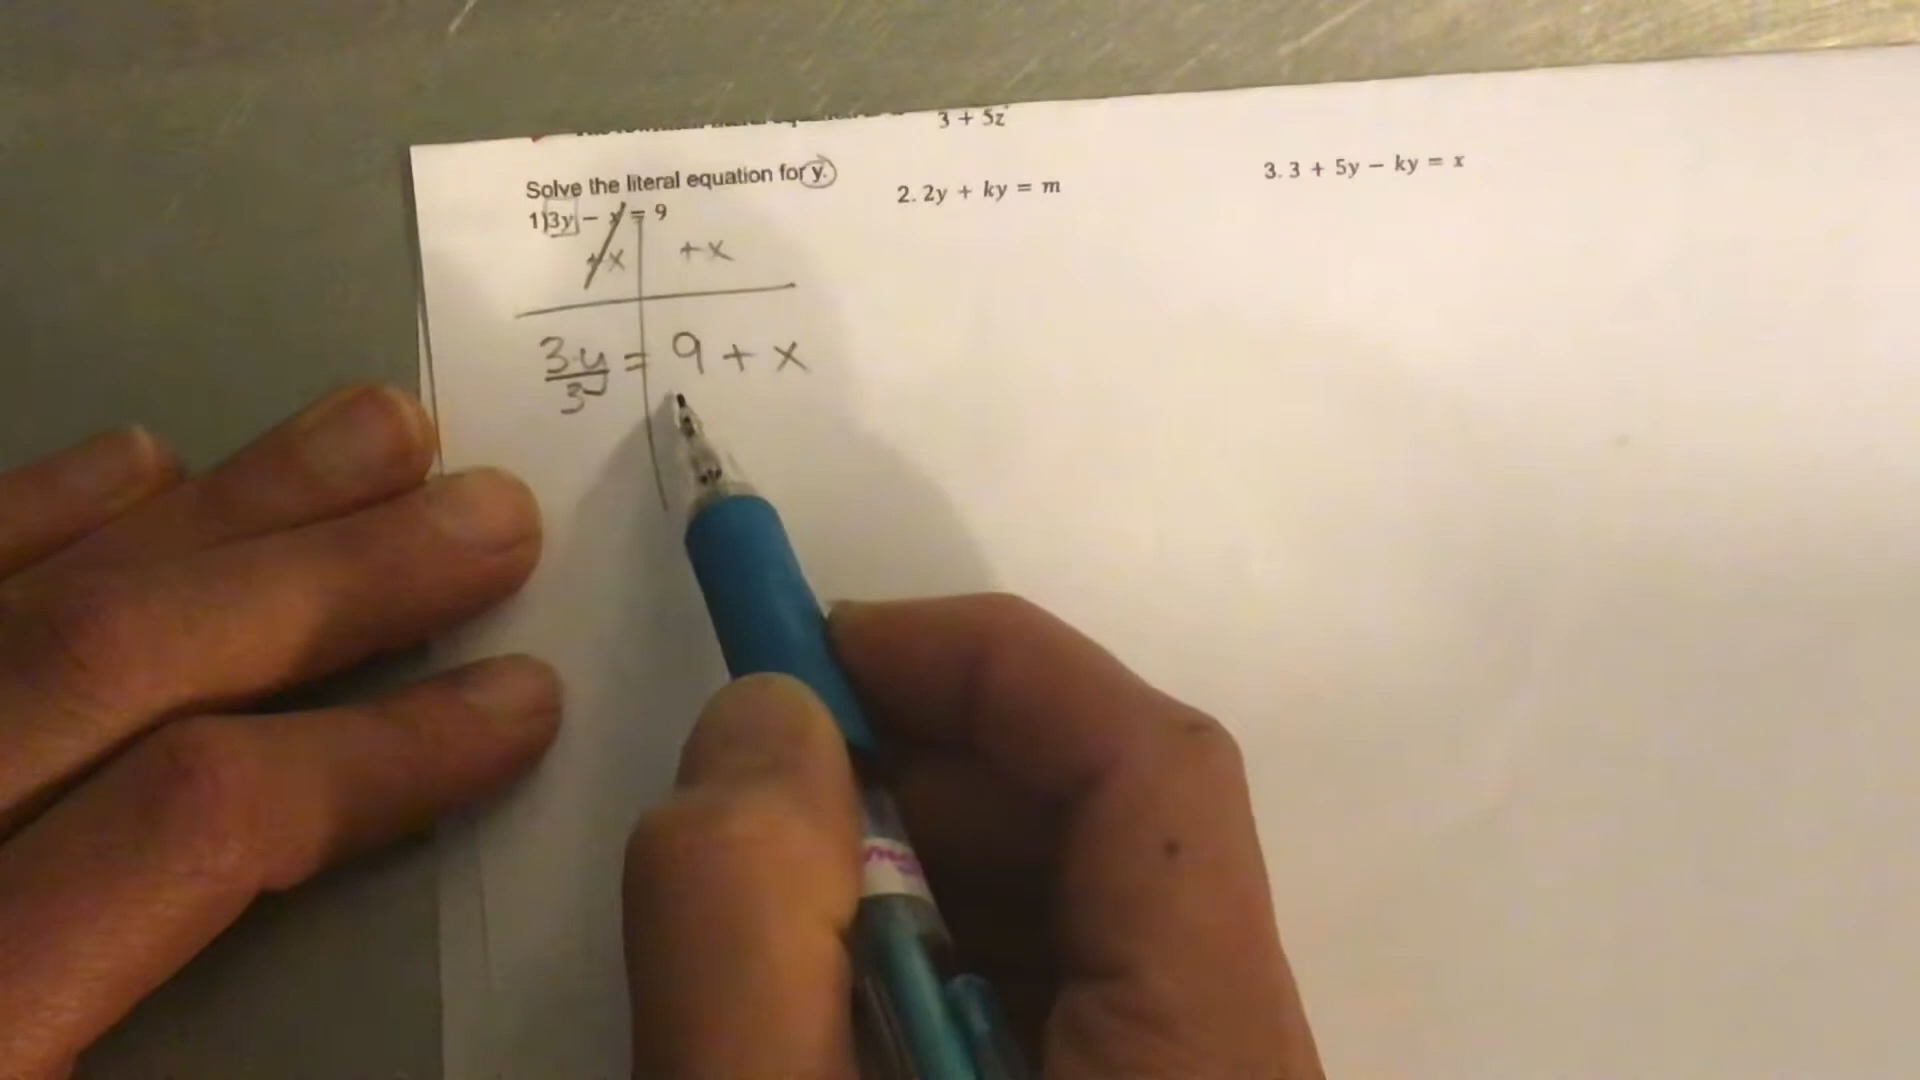 3 + 5z
Solve the literal equation for y.
1) 3y - x = 9
+x +x
3y = 9 + x
3
2. 2y + ky = m
3. 3 + 5y - ky = x